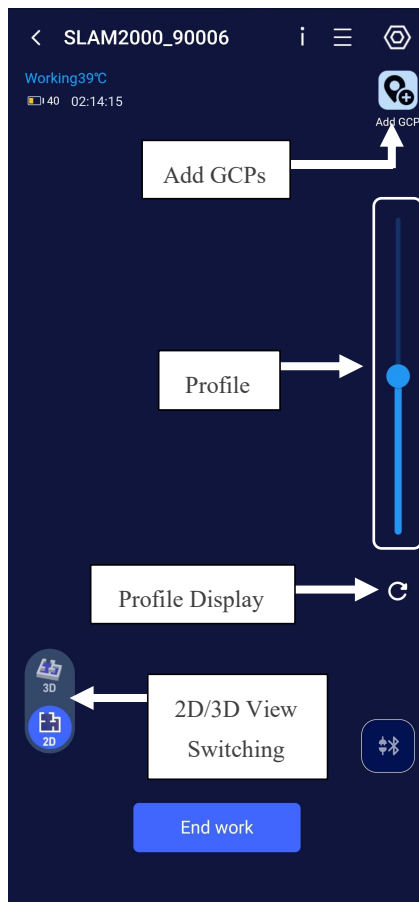 SLAM2000_90006
Working39℃
40 02:14:15
Add GCP
Add GCPs
Profile
Profile Display
3D
2D
2D/3D View
Switching
End work